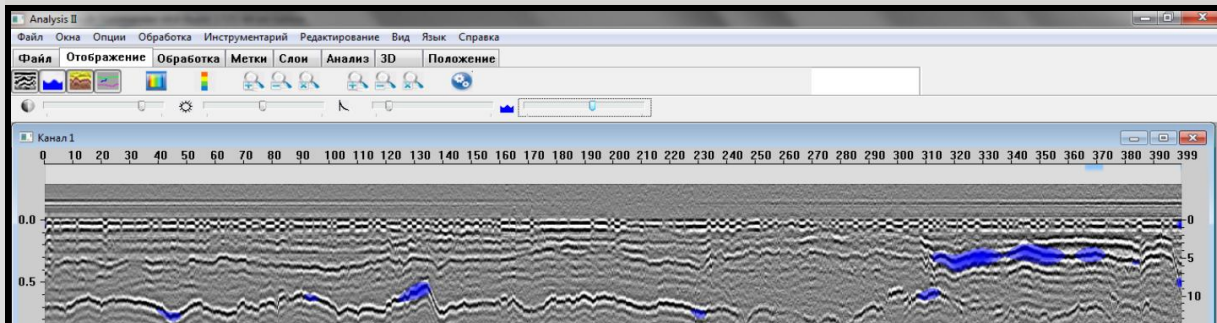 Analysis II
Файл Окна Опции Обработка Инструментарий Редактирование Вид Язык Справка
Файл Отображение Обработка Метки Слои Анализ 3D Положение
Канал 1
0 10 20 30 40 50 60 70 80 90 100 110 120 130 140 150 160 170 180 190 200 210 220 230 240 250 260 270 280 290 300 310 320 330 340 350 360 370 380 390 399
0.0 0
5
0.5
10